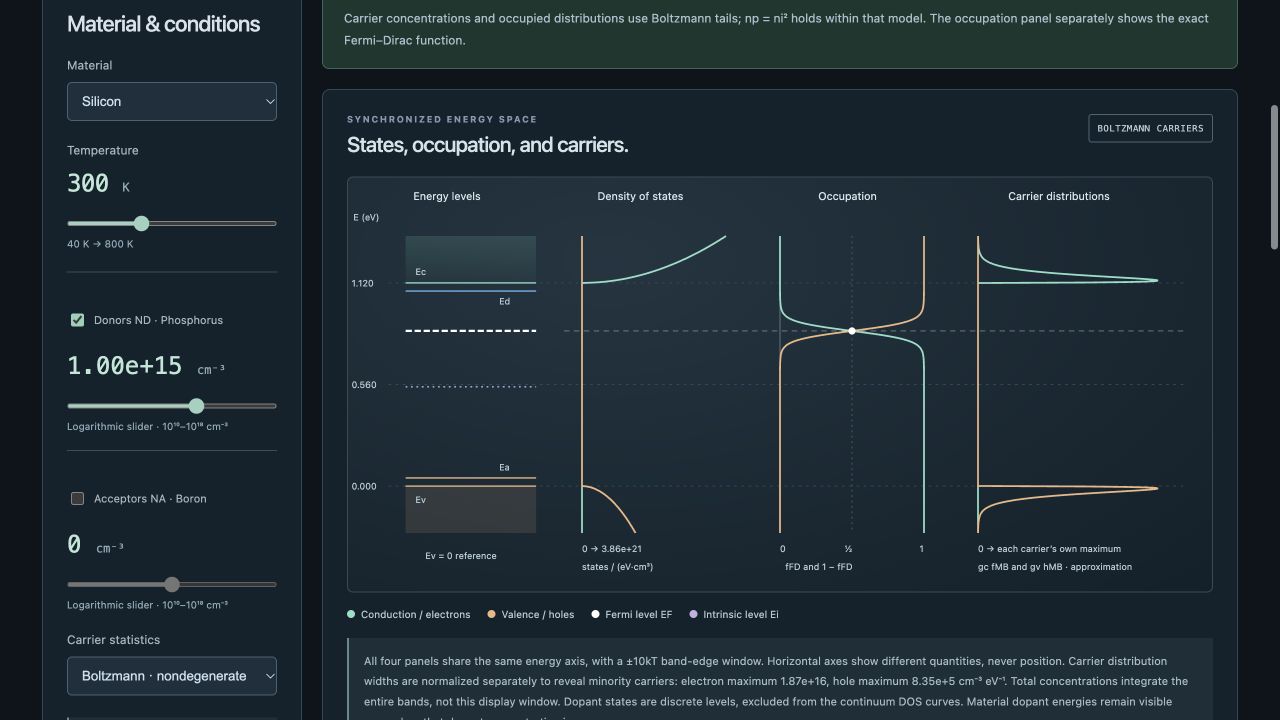 Material & conditions
Material
Silicon
Temperature
300 K
40 K → 800 K
Donors ND · Phosphorus
1.00e+15 cm⁻³
Logarithmic slider · 10¹⁰–10¹⁸ cm⁻³
Acceptors NA · Boron
0 cm⁻³
Logarithmic slider · 10¹⁰–10¹⁸ cm⁻³
Carrier statistics
Boltzmann · nondegenerate
Carrier concentrations and occupied distributions use Boltzmann tails; np = ni² holds within that model. The occupation panel separately shows the exact
Fermi–Dirac function.
SYNCHRONIZED ENERGY SPACE
States, occupation, and carriers.
BOLTZMANN CARRIERS
Energy levels
Density of states
Occupation
Carrier distributions
E (eV)
Ec
1.120
Ed
0.560
Ea
0.000
Ev
Ev = 0 reference
0 → 3.86e+21
states / (eV·cm³)
0 ½ 1
fFD and 1 − fFD
0 → each carrier's own maximum
gc fMB and gv hMB · approximation
Conduction / electrons
Valence / holes
Fermi level EF
Intrinsic level Ei
All four panels share the same energy axis, with a ±10kT band-edge window. Horizontal axes show different quantities, never position. Carrier distribution
widths are normalized separately to reveal minority carriers: electron maximum 1.87e+16, hole maximum 8.35e+5 cm⁻³ eV⁻¹. Total concentrations integrate the
entire bands, not this display window. Dopant states are discrete levels, excluded from the continuum DOS curves. Material dopant energies remain visible